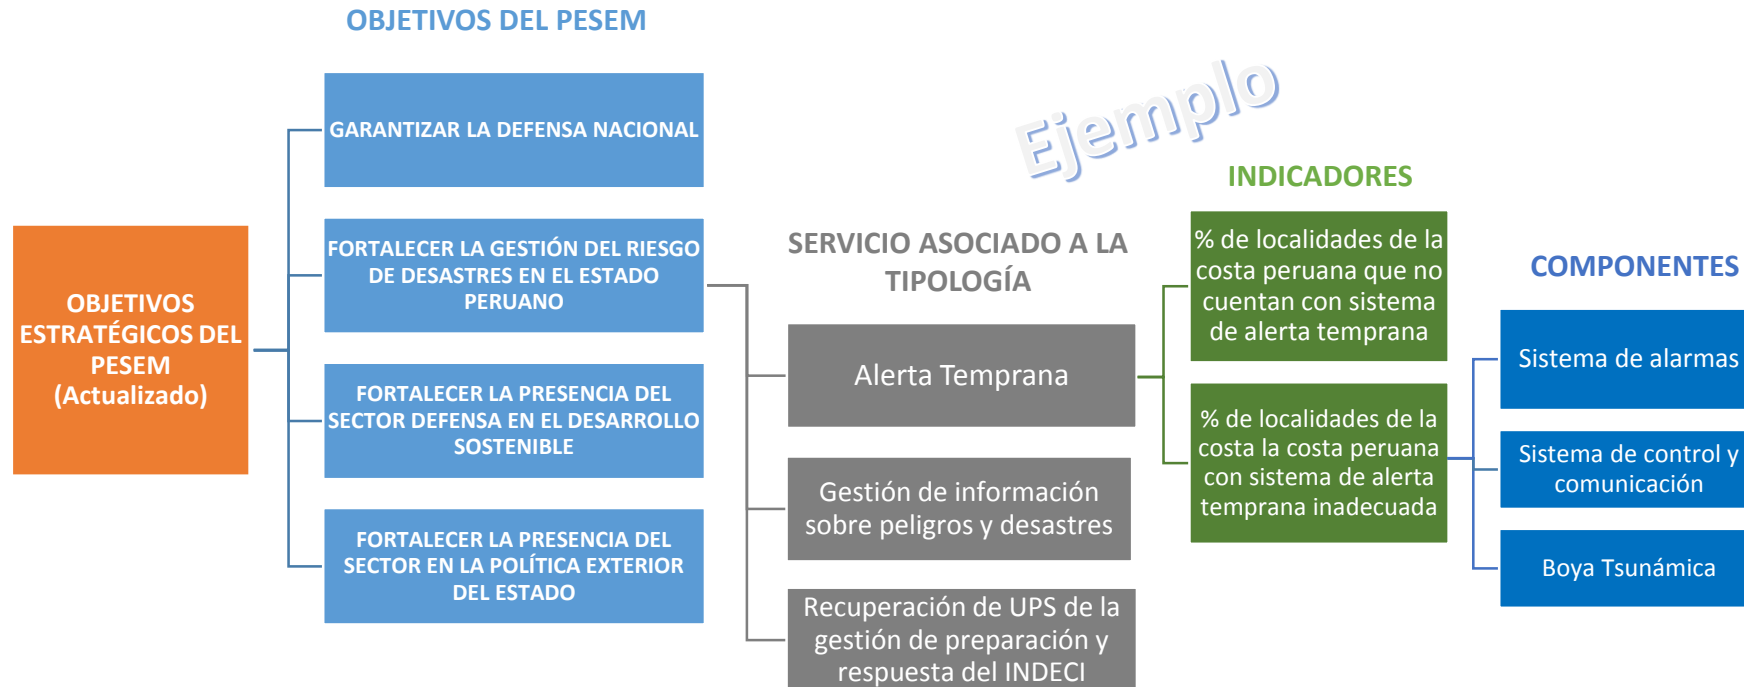 OBJETIVOS DEL PESEM
Ejemplo
OBJETIVOS
ESTRATÉGICOS DEL
PESEM
(Actualizado)
GARANTIZAR LA DEFENSA NACIONAL
FORTALECER LA GESTIÓN DEL RIESGO
DE DESASTRES EN EL ESTADO
PERUANO
FORTALECER LA PRESENCIA DEL
SECTOR DEFENSA EN EL DESARROLLO
SOSTENIBLE
FORTALECER LA PRESENCIA DEL
SECTOR EN LA POLÍTICA EXTERIOR
DEL ESTADO
SERVICIO ASOCIADO A LA
TIPOLOGÍA
Alerta Temprana
Gestión de información
sobre peligros y desastres
Recuperación de UPS de la
gestión de preparación y
respuesta del INDECI
INDICADORES
% de localidades de la
costa peruana que no
cuentan con sistema
de alerta temprana
% de localidades de la
costa la costa peruana
con sistema de alerta
temprana inadecuada
COMPONENTES
Sistema de alarmas
Sistema de control y
comunicación
Boya Tsunámica